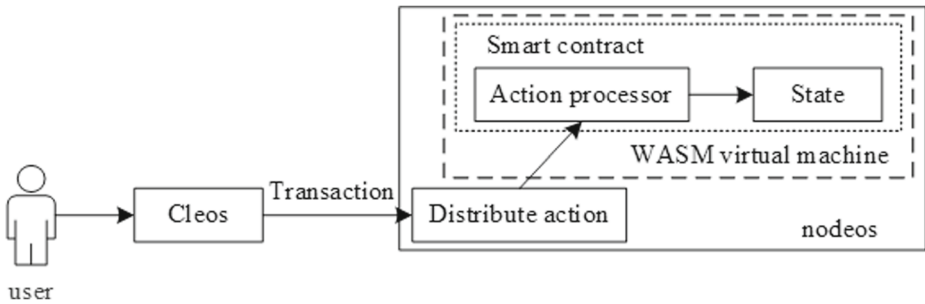 Smart contract
Action processor
State
WASM virtual machine
Transaction
Cleos
Distribute action
nodeos
user